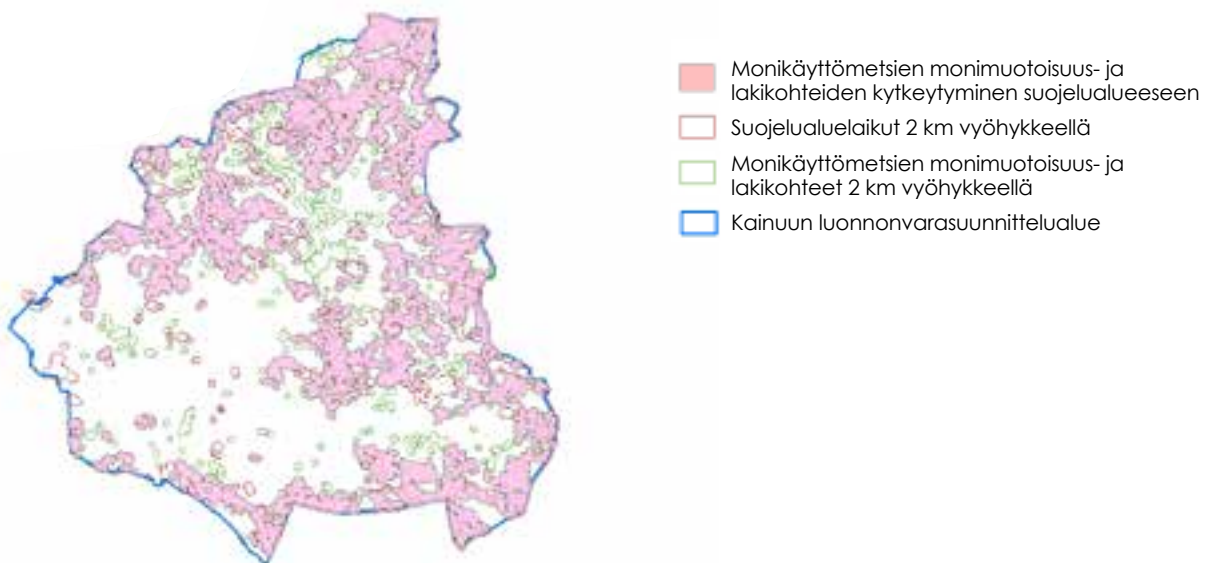 Monikäyttömetsien monimuotoisuus- ja
lakikohteiden kytkeytyminen suojelualueeseen
Suojelualuelaikut 2 km vyöhykkeellä
Monikäyttömetsien monimuotoisuus- ja
lakikohteet 2 km vyöhykkeellä
Kainuun luonnonvarasuunnittelualue